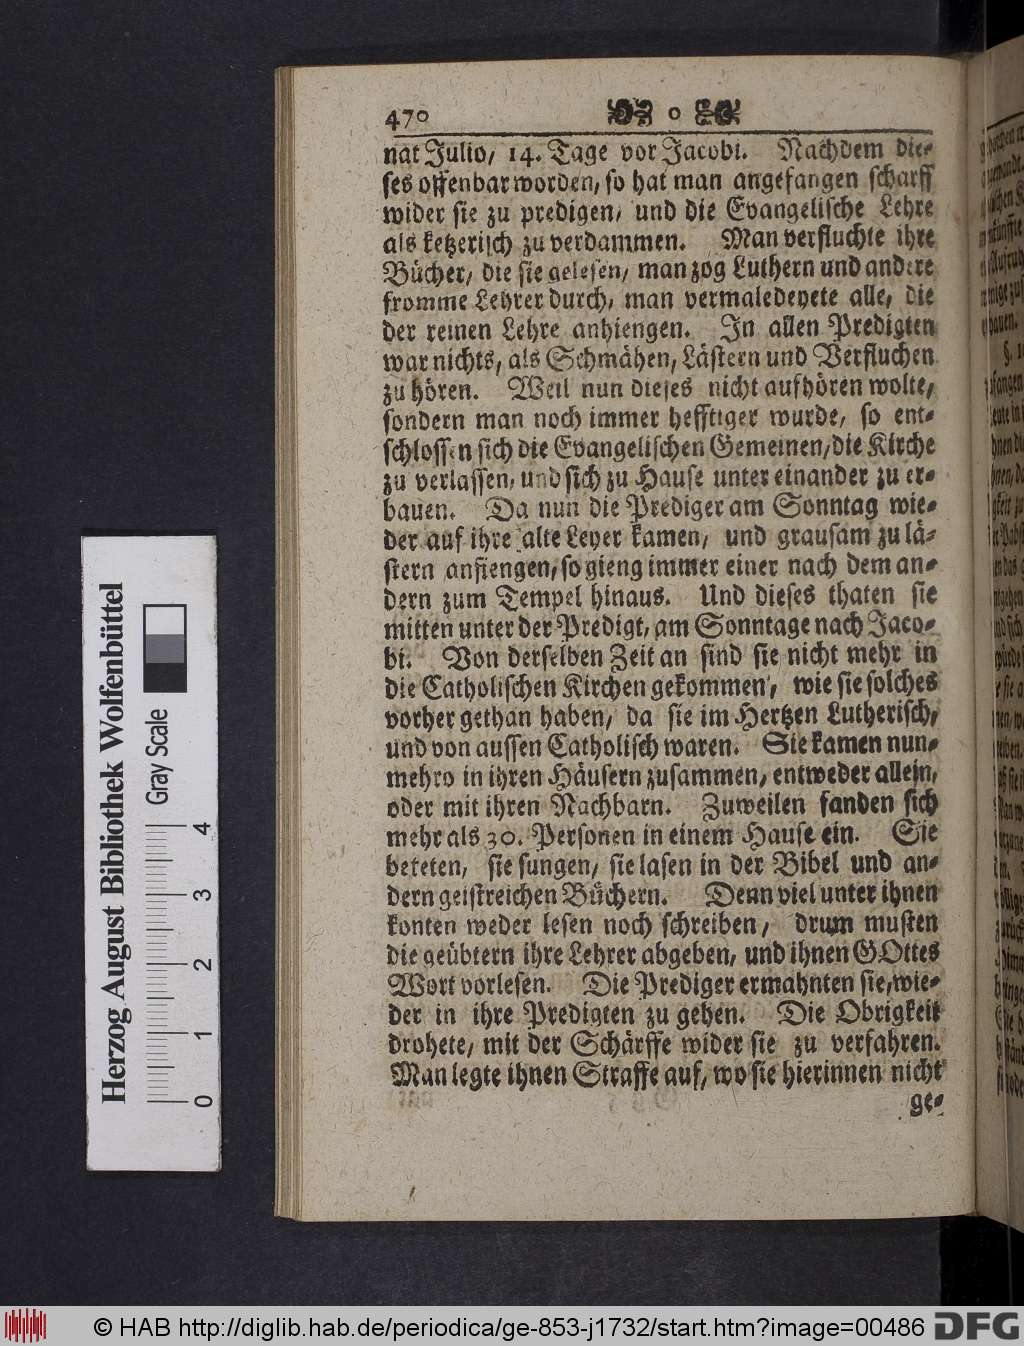 470 o
nat Julio, 14. Tage vor Jacobi. Nachdem die-
ses offenbar worden, so hat man angefangen scharff
wider sie zu predigen, und die Evangelische Lehre
als ketzerisch zu verdammen. Man verfluchte ihre
Bücher, die sie gelesen, man zog Luthern und andere
fromme Lehrer durch, man vermaledeyete alle, die
der reinen Lehre anhiengen. In allen Predigten
war nichts, als Schmähen, Lästern und Verfluchen
zu hören. Weil nun dieses nicht aufhören wolte,
sondern man noch immer hefftiger wurde, so ent-
schlossen sich die Evangelischen Gemeinen, die Kirche
zu verlassen, und sich zu Hause unter einander zu er-
bauen. Da nun die Prediger am Sonntag wie-
der auf ihre alte Leyer kamen, und grausam zu lä-
stern anfiengen, so gieng immer einer nach dem an-
dern zum Tempel hinaus. Und dieses thaten sie
mitten unter der Predigt, am Sonntage nach Jaco-
bi. Von derselben Zeit an sind sie nicht mehr in
die Catholischen Kirchen gekommen, wie sie solches
vorher gethan haben, da sie im Hertzen Lutherisch,
und von aussen Catholisch waren. Sie kamen nun-
mehro in ihren Häusern zusammen, entweder allein,
oder mit ihren Nachbarn. Zuweilen fanden sich
mehr als 30. Personen in einem Hause ein. Sie
beteten, sie sungen, sie lasen in der Bibel und an-
dern geistreichen Büchern. Denn viel unter ihnen
konten weder lesen noch schreiben, drum musten
die geübtern ihre Lehrer abgeben, und ihnen GOttes
Wort vorlesen. Die Prediger ermahnten sie, wie-
der in ihre Predigten zu gehen. Die Obrigkeit
drohete, mit der Schärffe wider sie zu verfahren.
Man legte ihnen Straffe auf, wo sie hierinnen nicht
ge-
Herzog August Bibliothek Wolfenbüttel
Gray Scale
0 1 2 3 4
© HAB http://diglib.hab.de/periodica/ge-853-j1732/start.htm?image=00486 DFG